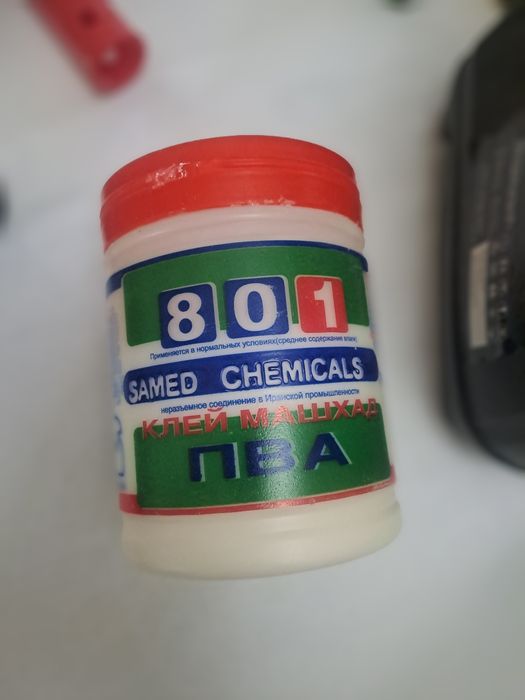 801
Применяется в нормальных условиях(среднее содержание влаги)
SAMED CHEMICALS
неразъемное соединение в Иранской промышленности
КЛЕЙ МАШХАД
ПВА